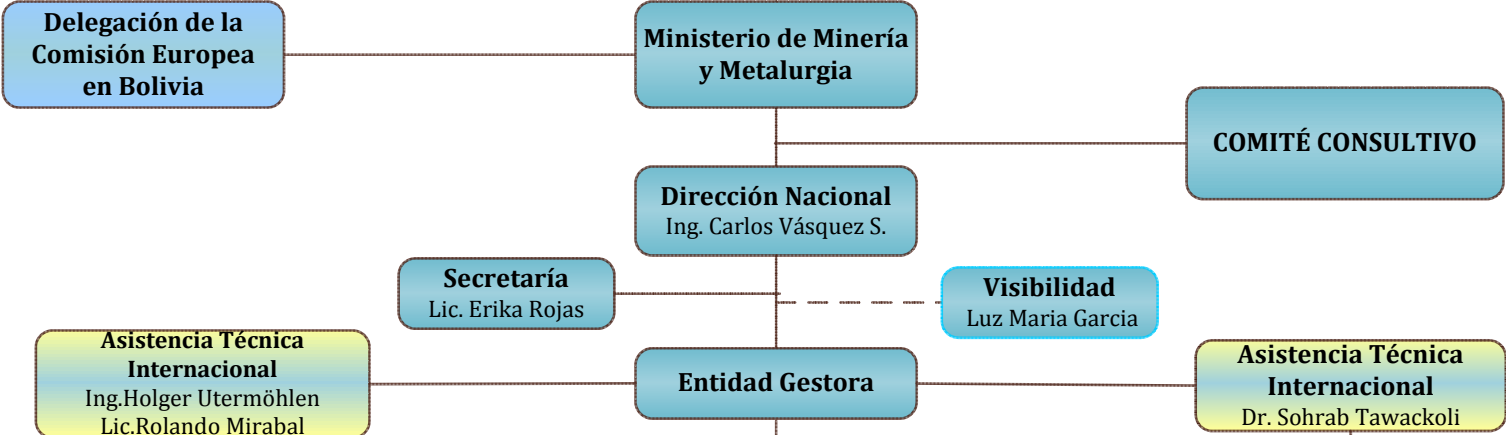 Delegación de la
Comisión Europea
en Bolivia
Ministerio de Minería
y Metalurgia
COMITÉ CONSULTIVO
Dirección Nacional
Ing. Carlos Vásquez S.
Secretaría
Lic. Erika Rojas
Visibilidad
Luz Maria Garcia
Asistencia Técnica
Internacional
Ing.Holger Utermöhlen
Lic.Rolando Mirabal
Entidad Gestora
Asistencia Técnica
Internacional
Dr. Sohrab Tawackoli